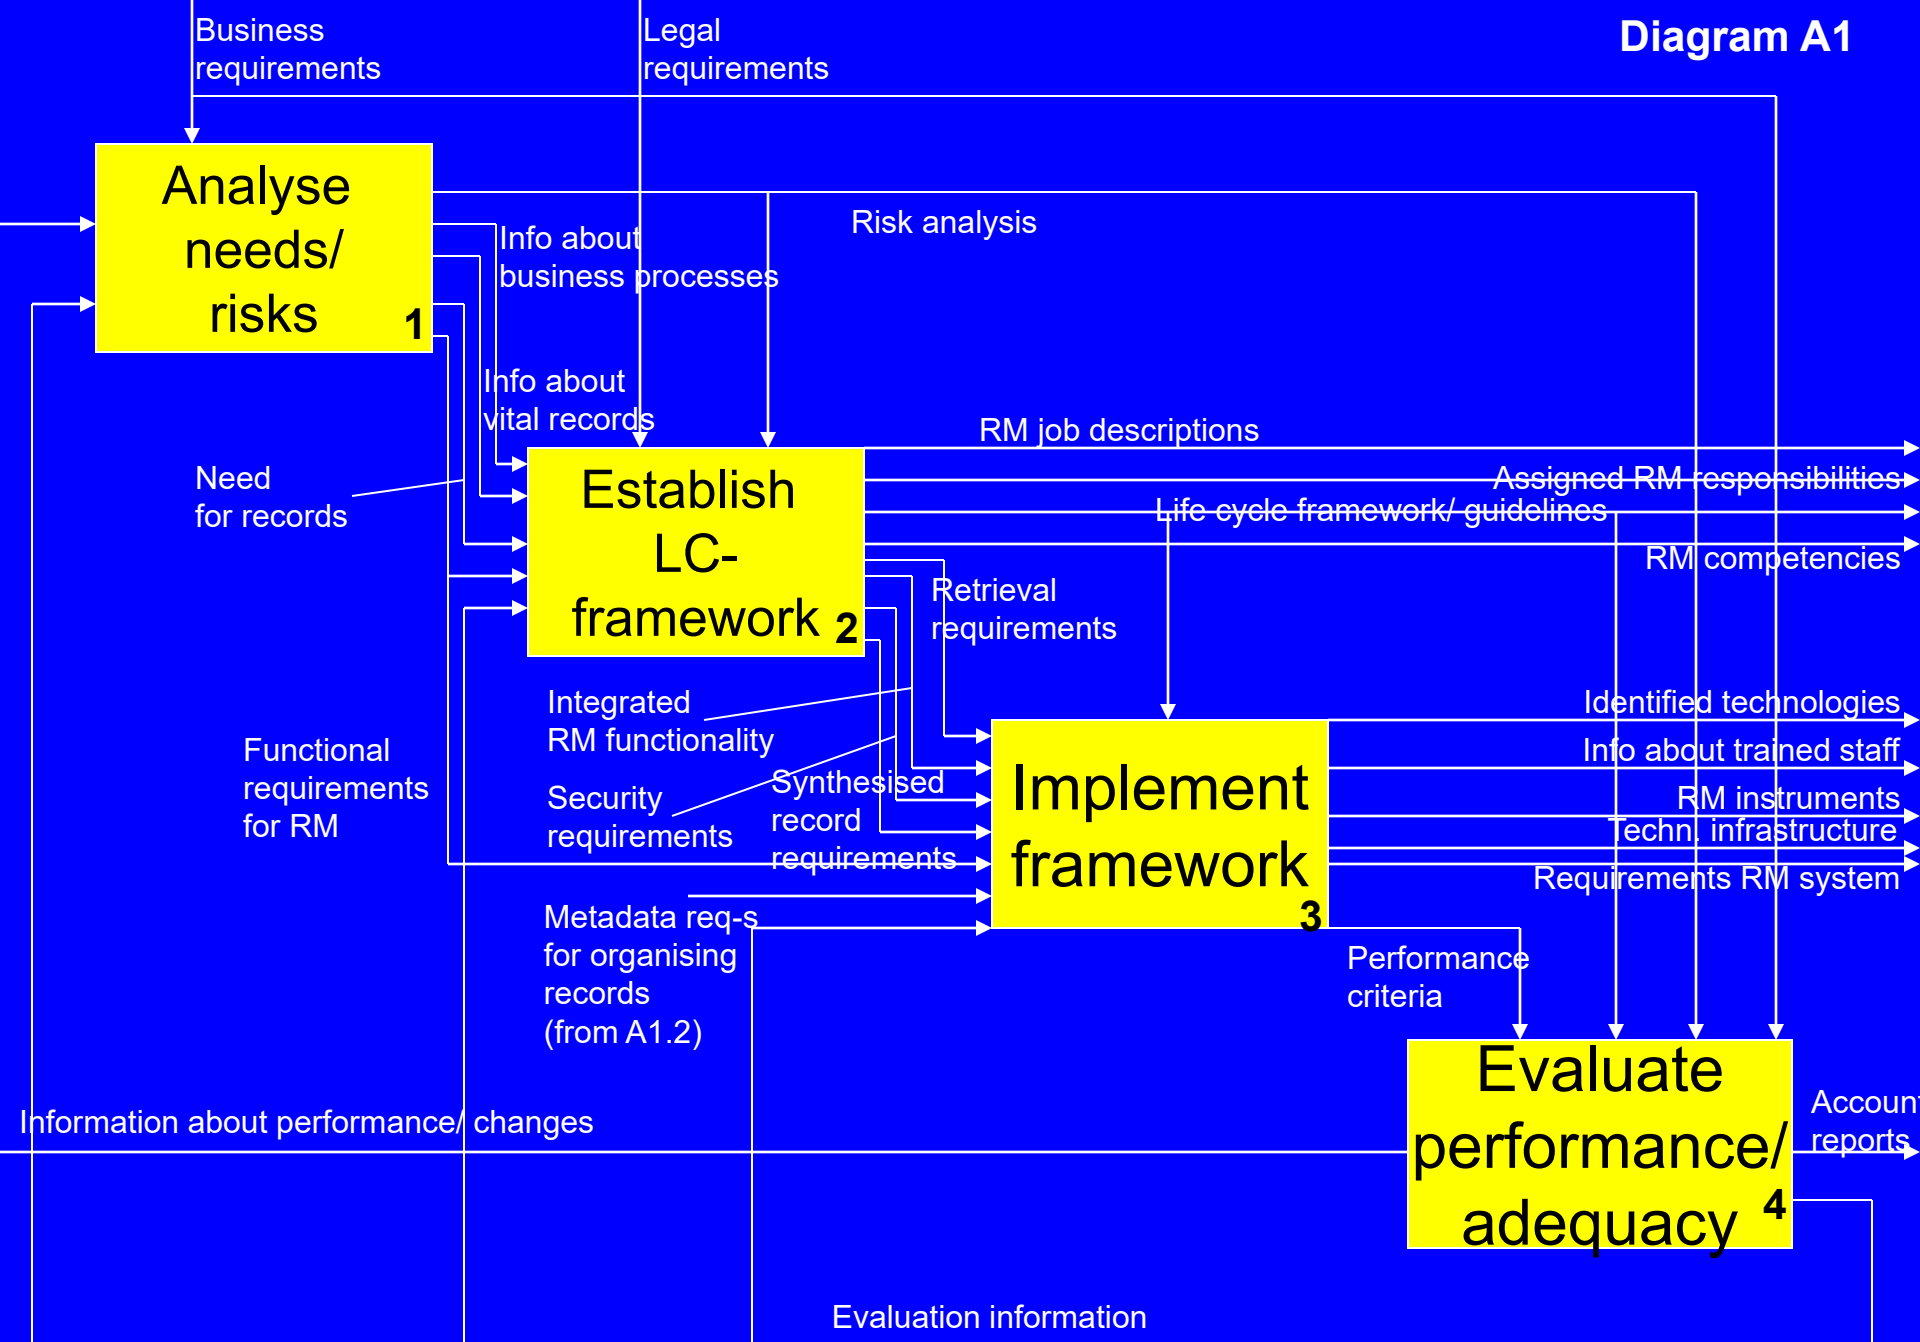 Business
requirements
Legal
requirements
Diagram A1
Analyse
needs/
risks
1
Risk analysis
Info about
business processes
Info about
vital records
Need
for records
Establish
LC-
framework
2
RM job descriptions
Assigned RM responsibilities
Life cycle framework/ guidelines
RM competencies
Retrieval
requirements
Integrated
RM functionality
Functional
requirements
for RM
Security
requirements
Synthesised
record
requirements
Implement
framework
3
Identified technologies
Info about trained staff
RM instruments
Techn. infrastructure
Requirements RM system
Metadata req-s
for organising
records
(from A1.2)
Performance
criteria
Evaluate
performance/
adequacy
4
Information about performance/ changes
Account
reports
Evaluation information